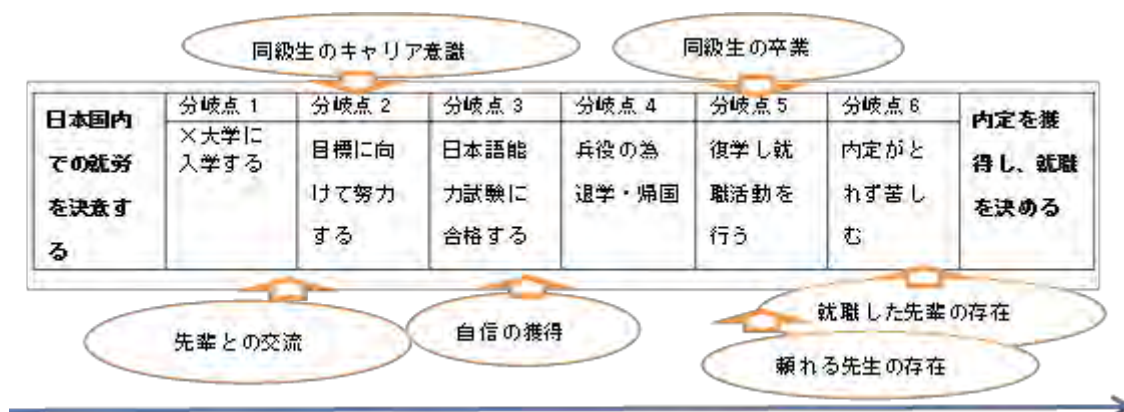 同級生のキャリア意識
同級生の卒業
日本国内
での就労
を決意す
る
分岐点 1
×大学に
入学する
分岐点 2
目標に向
けて努力
する
分岐点 3
日本語能
力試験に
合格する
分岐点 4
兵役の為
退学・帰国
分岐点 5
復学し就
職活動を
行う
分岐点 6
内定がと
れず苦し
む
内定を獲
得し、就職
を決める
先輩との交流
自信の獲得
就職した先輩の存在
頼れる先生の存在